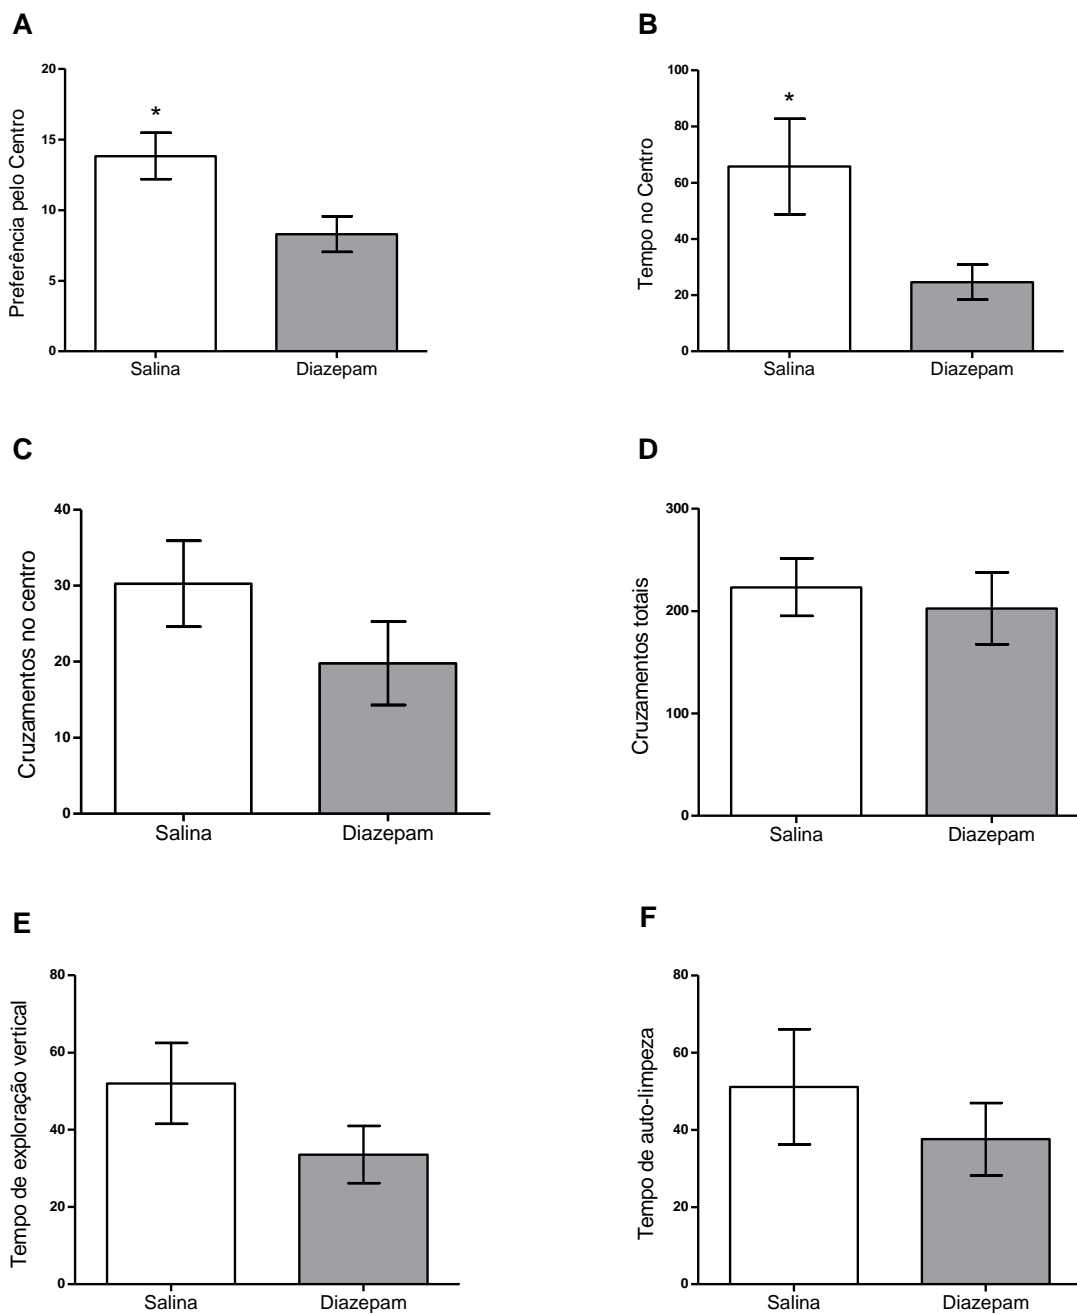 A
Preferência pelo Centro
20
15
10
5
0
*
Salina
Diazepam
B
Tempo no Centro
100
80
60
40
20
0
*
Salina
Diazepam
C
Cruzamentos no centro
40
30
20
10
0
Salina
Diazepam
D
Cruzamentos totais
300
200
100
0
Salina
Diazepam
E
Tempo de exploração vertical
80
60
40
20
0
Salina
Diazepam
F
Tempo de auto-limpeza
80
60
40
20
0
Salina
Diazepam